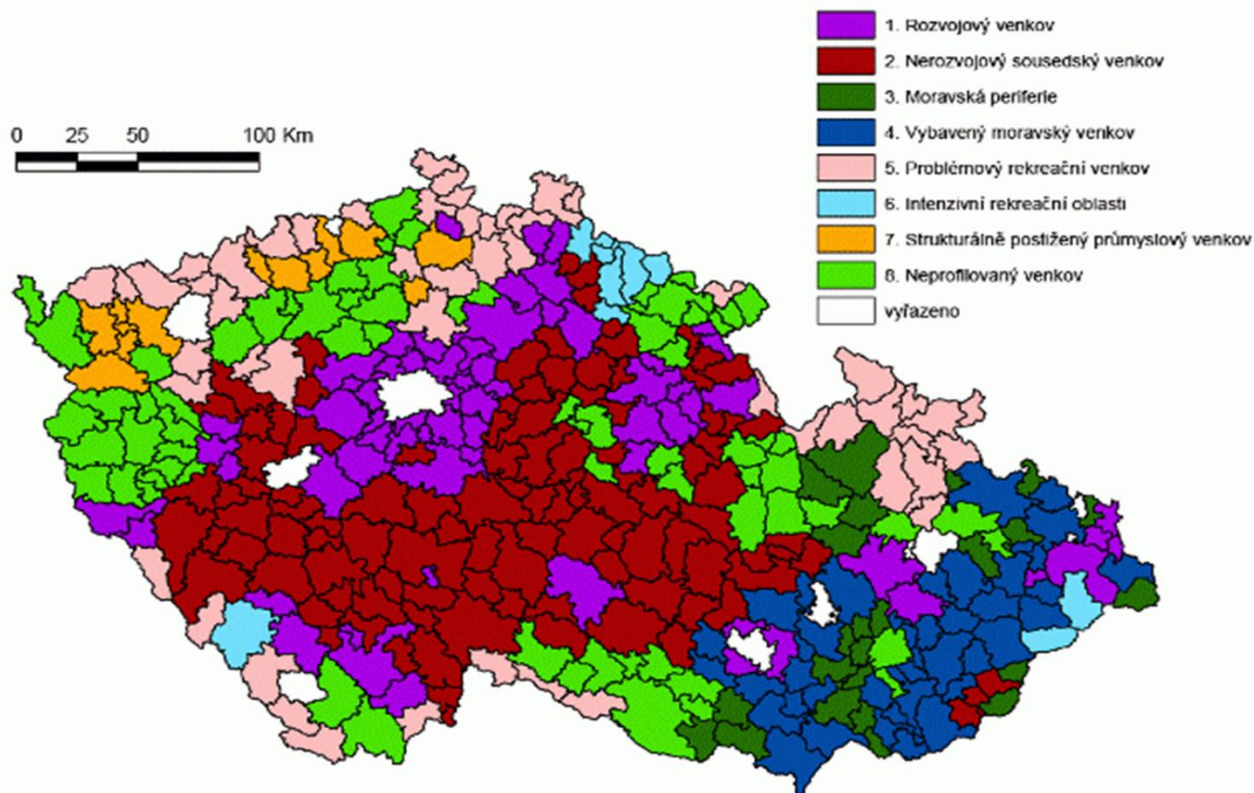 1. Rozvojový venkov
2. Nerozvojový sousedský venkov
3. Moravská periferie
4. Vybavený moravský venkov
5. Problémový rekreační venkov
6. Intenzivní rekreační oblasti
7. Strukturálně postižený průmyslový venkov
8. Neprofilovaný venkov
vyřazeno
0 25 50 100 Km